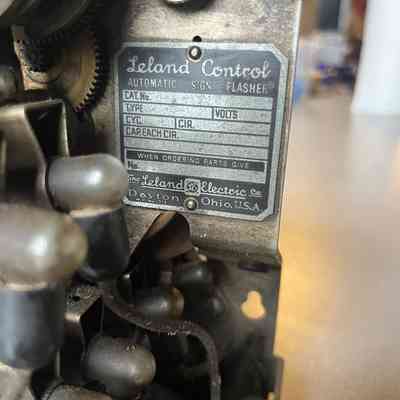 Leland Control
AUTOMATIC SIGN FLASHER
CAT. No.
TYPE VOLTS
CYC. CIR.
CAP. EACH CIR.
WHEN ORDERING PARTS GIVE
No.
The Leland Electric Co
Dayton Ohio, U.S.A.